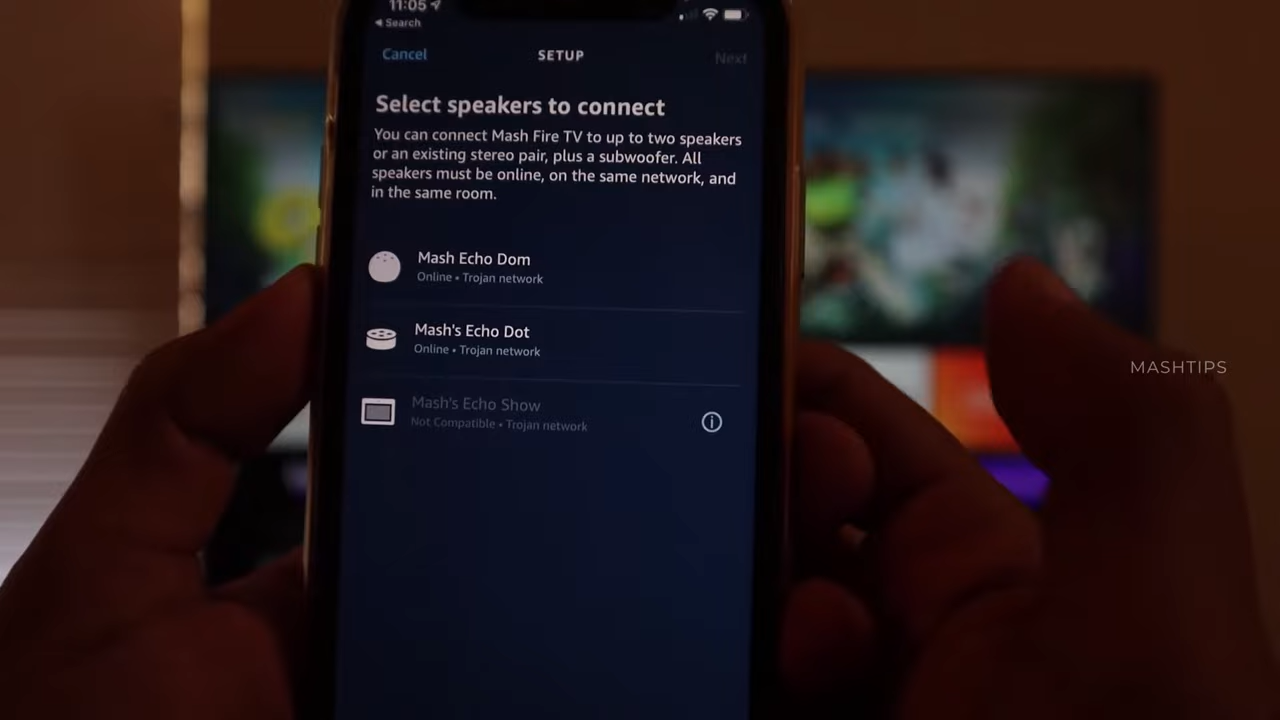 11:05
Search
Cancel
SETUP
Next
Select speakers to connect
You can connect Mash Fire TV to up to two speakers
or an existing stereo pair, plus a subwoofer. All
speakers must be online, on the same network, and
in the same room.
Mash Echo Dom
Online • Trojan network
Mash's Echo Dot
Online • Trojan network
Mash's Echo Show
Not Compatible • Trojan network
MASHTIPS